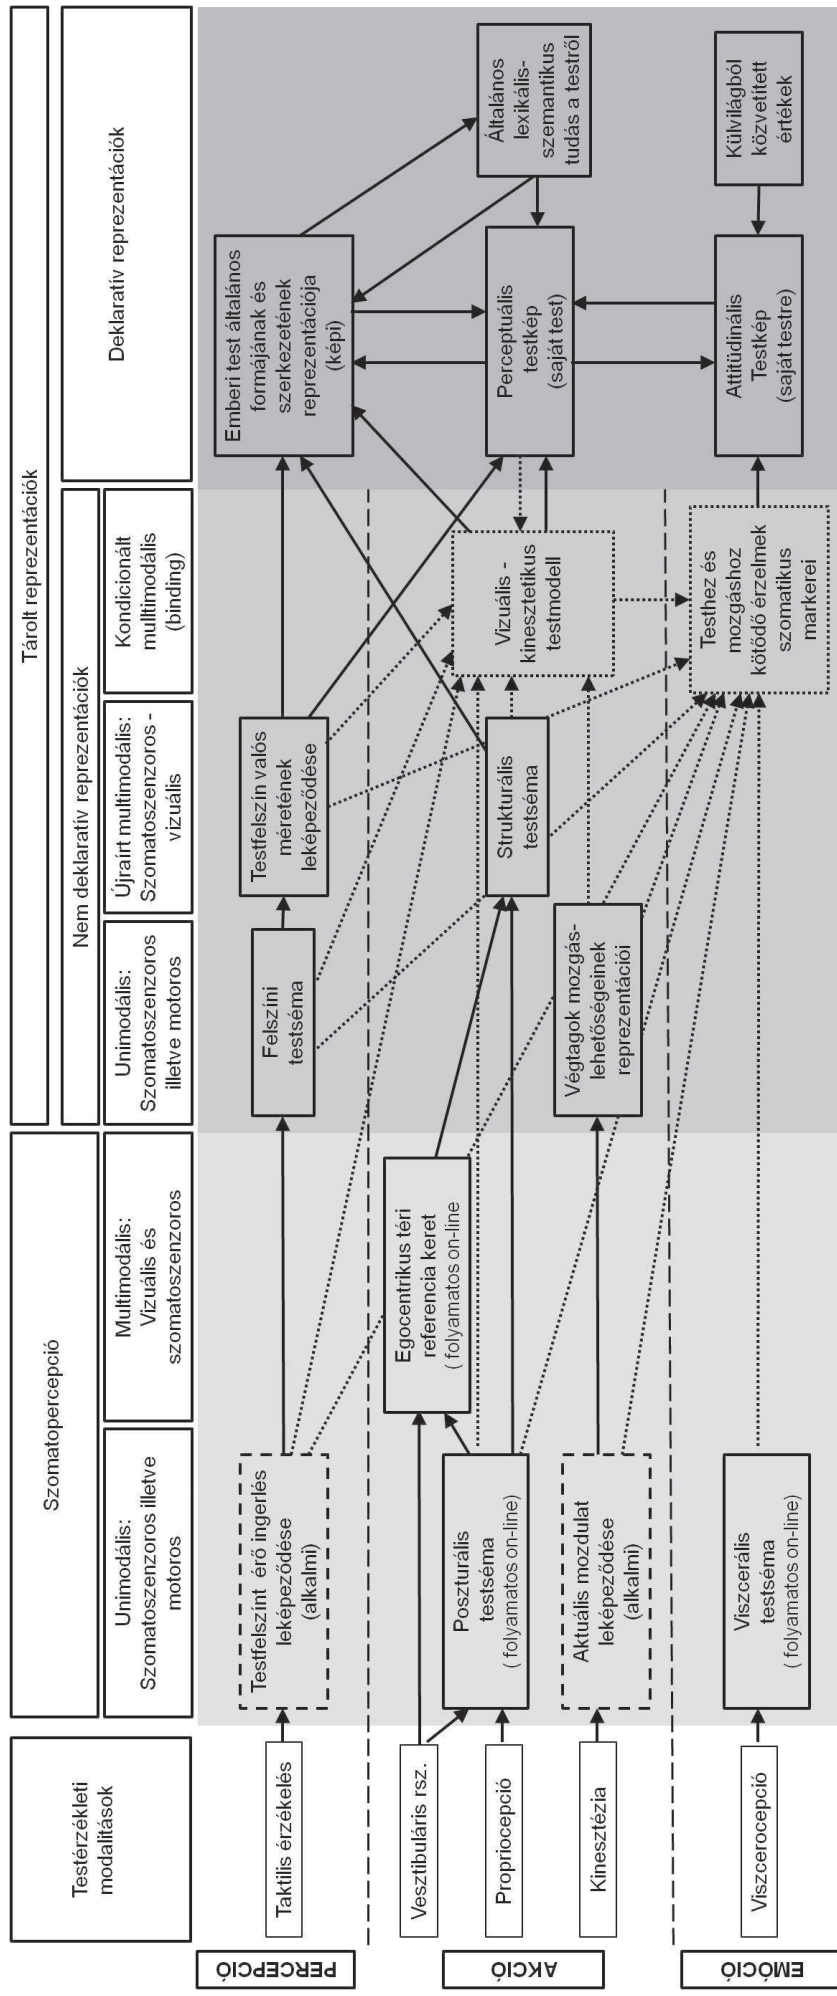 Testérzékleti
modalitások
Szomatopercepció
Tárolt reprezentációk
Unimodális:
Szomatoszenzoros illetve
motoros
Multimodális:
Vizuális és
szomatoszenzoros
Nem deklaratív reprezentációk
Deklaratív reprezentációk
Unimodális:
Szomatoszenzoros
illetve motoros
Újraírt multimodális:
Szomatoszenzoros -
vizuális
Kondicionált
multimodális
(binding)
PERCEPCIÓ
Taktilis érzékelés
Testfelszínt érő ingerlés
leképeződése
(alkalmi)
Felszíni
testséma
Testfelszín valós
méretének
leképeződése
Emberi test általános
formájának és
szerkezetének
reprezentációja
(képi)
AKCIÓ
Vesztibuláris rsz.
Propriocepció
Kinesztézia
Egocentrikus téri
referencia keret
( folyamatos on-line
Poszturális
testséma
( folyamatos on-line)
Aktuális mozdulat
leképeződése
(alkalmi)
Végtagok mozgás-
lehetőségeinek
reprezentációi
Strukturális
testséma
Vizuális -
kinesztetikus
testmodell
Perceptuális
testkép
(saját test)
Általános
lexikális-
szemantikus
tudás a testről
EMÓCIÓ
Viszcerocepció
Viszcerális
testséma
( folyamatos on-line)
Testhez és
mozgáshoz
kötődő érzelmek
szomatikus
markerei
Attitűdinális
Testkép
(saját testre)
Külvilágból
közvetített
értékek